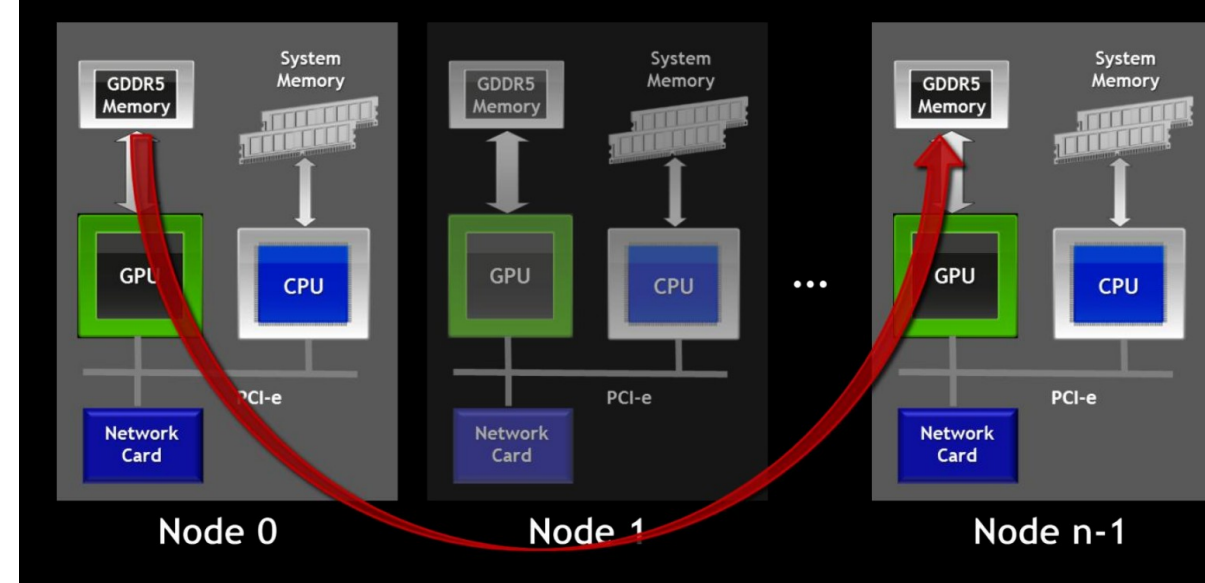 GDDR5
Memory
System
Memory
GPU
CPU
PCI-e
Network
Card
Node 0
GDDR5
Memory
System
Memory
GPU
CPU
PCI-e
Network
Card
Node 1
...
GDDR5
Memory
System
Memory
GPU
CPU
PCI-e
Network
Card
Node n-1